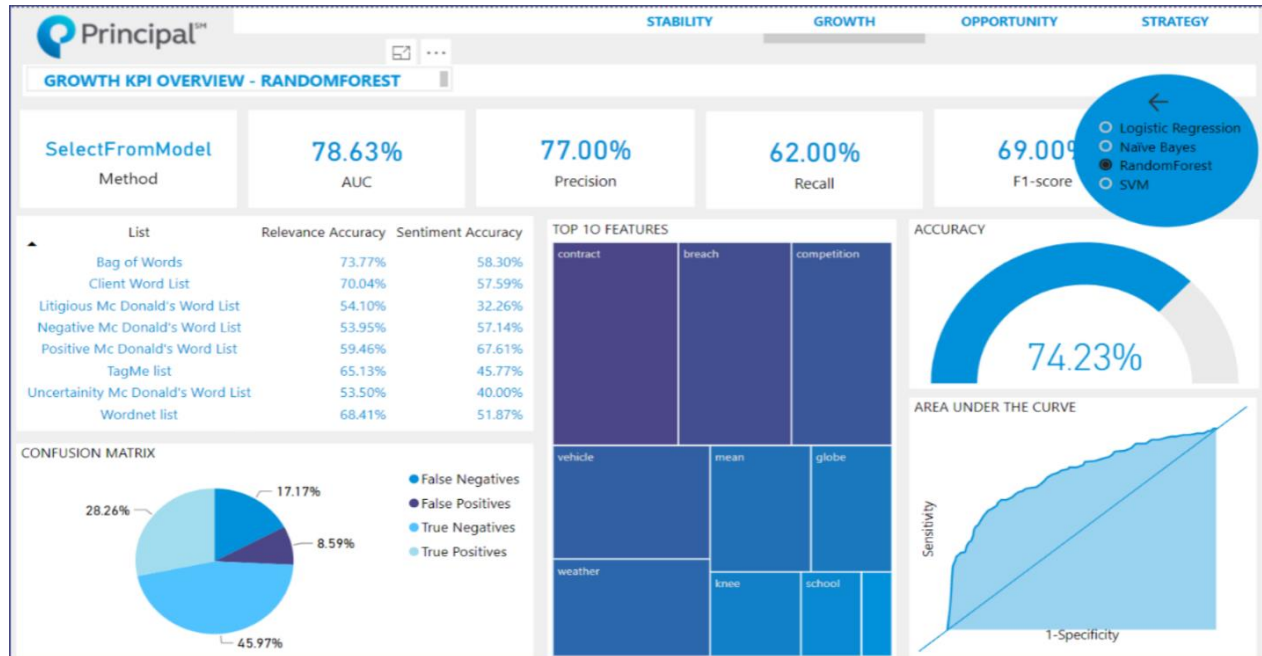 Principal℠
STABILITY GROWTH OPPORTUNITY STRATEGY
GROWTH KPI OVERVIEW - RANDOMFOREST
SelectFromModel
Method
78.63%
AUC
77.00%
Precision
62.00%
Recall
69.00%
F1-score
Logistic Regression
Naïve Bayes
RandomForest
SVM
List Relevance Accuracy Sentiment Accuracy
Bag of Words 73.77% 58.30%
Client Word List 70.04% 57.59%
Litigious Mc Donald's Word List 54.10% 32.26%
Negative Mc Donald's Word List 53.95% 57.14%
Positive Mc Donald's Word List 59.46% 67.61%
TagMe list 65.13% 45.77%
Uncertainity Mc Donald's Word List 53.50% 40.00%
Wordnet list 68.41% 51.87%
CONFUSION MATRIX
17.17%
8.59%
45.97%
28.26%
False Negatives
False Positives
True Negatives
True Positives
TOP 1O FEATURES
contract breach competition
vehicle mean globe
weather knee school
ACCURACY
74.23%
AREA UNDER THE CURVE
Sensitivity
1-Specificity